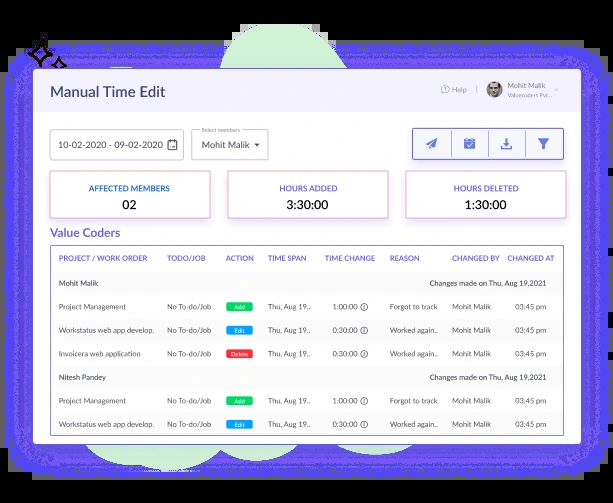 Manual Time Edit
Help
Mohit Malik
Valuecoders Pvt...
10-02-2020 - 09-02-2020
Select members
Mohit Malik
AFFECTED MEMBERS
02
HOURS ADDED
3:30:00
HOURS DELETED
1:30:00
Value Coders
PROJECT / WORK ORDER TODO/JOB ACTION TIME SPAN TIME CHANGE REASON CHANGED BY CHANGED AT
Mohit Malik Changes made on Thu, Aug 19,2021
Project Management No To-do/Job Add Thu, Aug 19.. 1:00:00 Forgot to track Mohit Malik 03:45 pm
Workstatus web app develop. No To-do/Job Edit Thu, Aug 19.. 0:30:00 Worked again.. Mohit Malik 03:45 pm
Invoicera web application No To-do/Job Delete Thu, Aug 19.. 0:30:00 Worked again.. Mohit Malik 03:45 pm
Nitesh Pandey Changes made on Thu, Aug 19,2021
Project Management No To-do/Job Add Thu, Aug 19.. 1:00:00 Forgot to track Mohit Malik 03:45 pm
Workstatus web app develop. No To-do/Job Edit Thu, Aug 19.. 0:30:00 Worked again.. Mohit Malik 03:45 pm